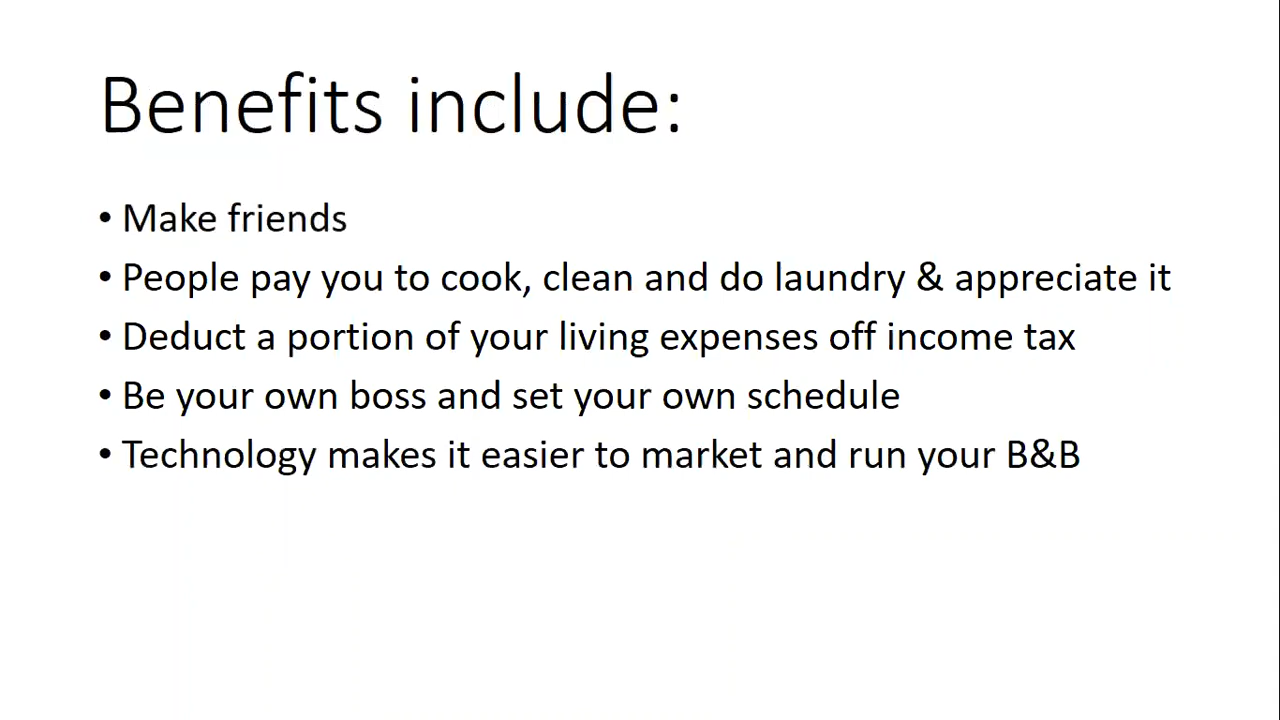 Benefits include:
• Make friends
• People pay you to cook, clean and do laundry & appreciate it
• Deduct a portion of your living expenses off income tax
• Be your own boss and set your own schedule
• Technology makes it easier to market and run your B&B